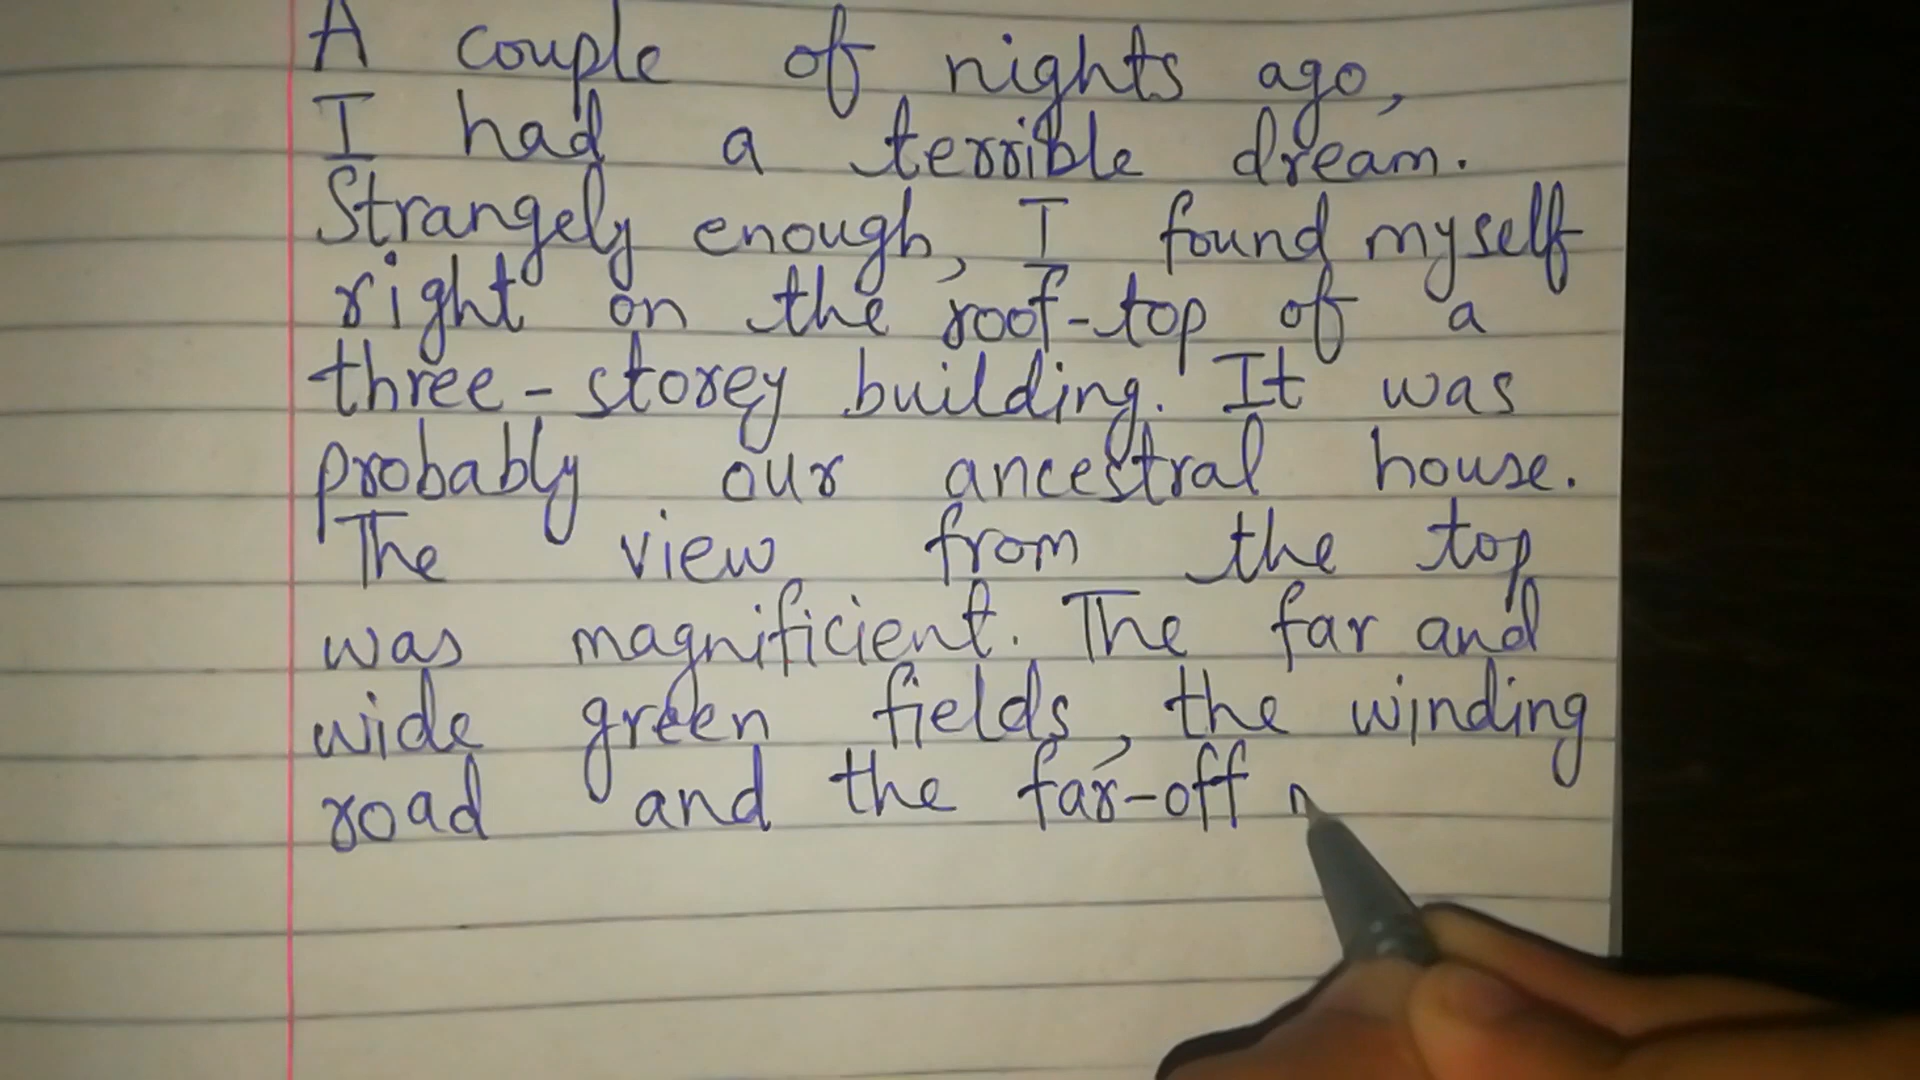 A couple of nights ago,
I had a terrible dream.
Strangely enough, I found myself
right on the roof-top of a
three-storey building. It was
probably our ancestral house.
The view from the top
was magnificient. The far and
wide green fields, the winding
road and the far-off